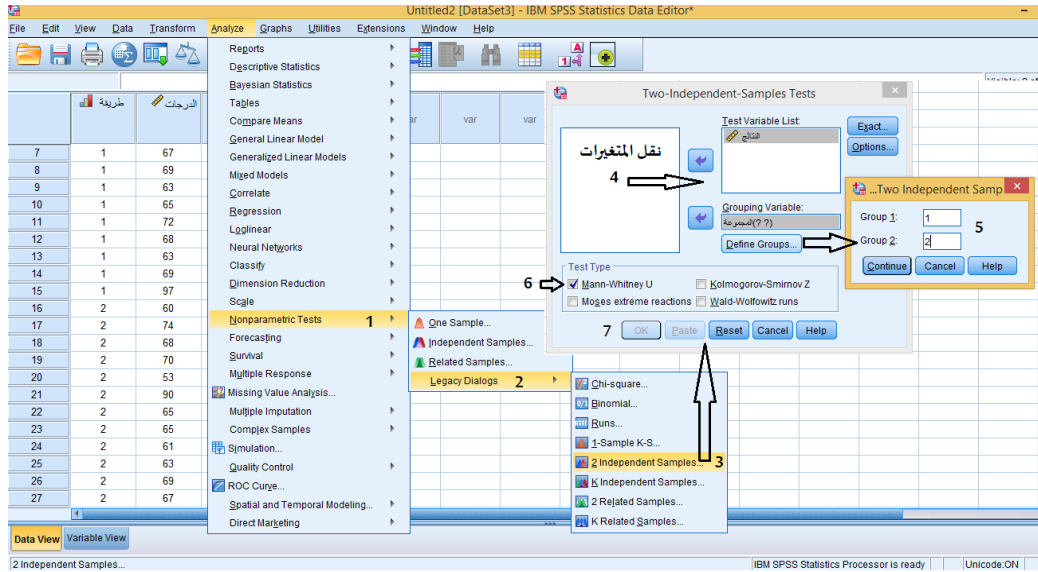 Untitled2 [DataSet3] - IBM SPSS Statistics Data Editor*
File Edit View Data Transform Analyze Graphs Utilities Extensions Window Help
طريقة الدرجات var var
7 1 67
8 1 69
9 1 63
10 1 65
11 1 72
12 1 68
13 1 63
14 1 69
15 1 97
16 2 60
17 2 74
18 2 68
19 2 70
20 2 53
21 2 90
22 2 65
23 2 65
24 2 61
25 2 63
26 2 69
27 2 67
Reports
Descriptive Statistics
Bayesian Statistics
Tables
Compare Means
General Linear Model
Generalized Linear Models
Mixed Models
Correlate
Regression
Loglinear
Neural Networks
Classify
Dimension Reduction
Scale
Nonparametric Tests 1
Forecasting
Survival
Multiple Response
Missing Value Analysis...
Multiple Imputation
Complex Samples
Simulation...
Quality Control
ROC Curve...
Spatial and Temporal Modeling...
Direct Marketing
One Sample...
Independent Samples...
Related Samples...
Legacy Dialogs 2
Chi-square...
Binomial...
Runs...
1-Sample K-S...
2 Independent Samples... 3
K Independent Samples...
2 Related Samples...
K Related Samples...
Two-Independent-Samples Tests
Test Variable List:
النتائج
Exact...
Options...
نقل المتغيرات
4
Grouping Variable:
المجموعة(? ?)
Define Groups...
Test Type
6 Mann-Whitney U Kolmogorov-Smirnov Z
Moses extreme reactions Wald-Wolfowitz runs
7 OK Paste Reset Cancel Help
...Two Independent Samp
Group 1: 1
5
Group 2: 2
Continue Cancel Help
Data View Variable View
2 Independent Samples... IBM SPSS Statistics Processor is ready Unicode:ON